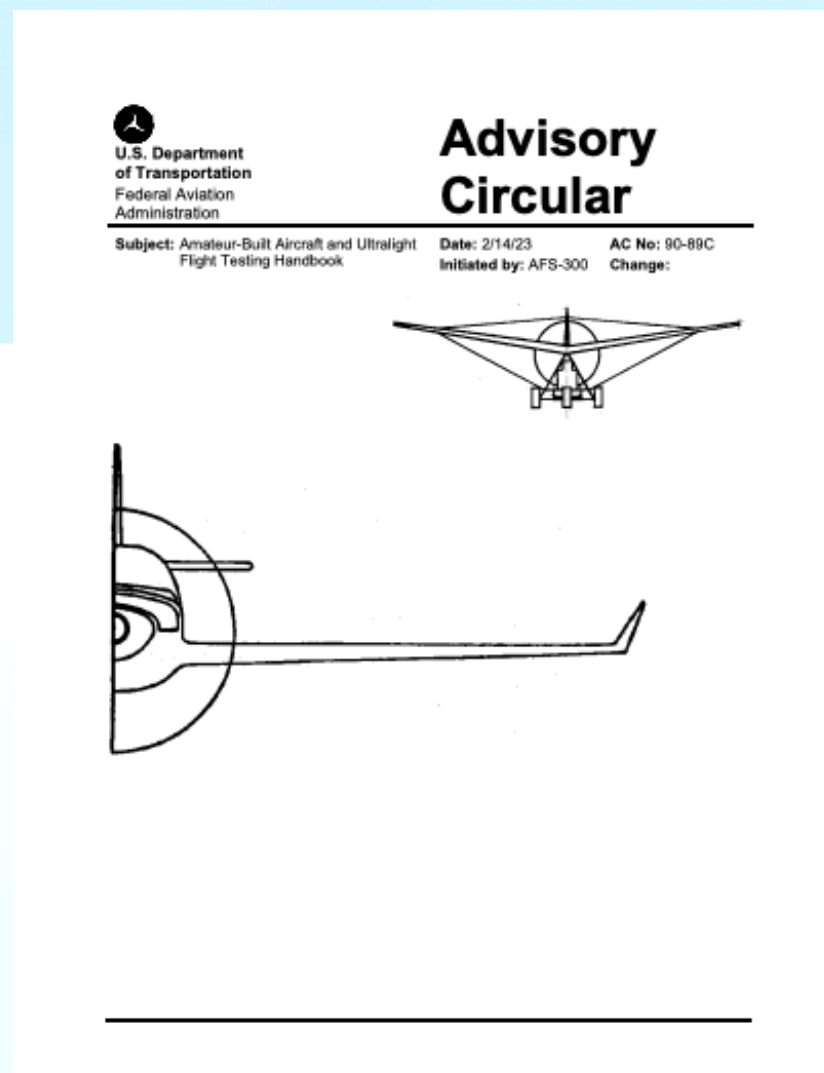 U.S. Department
of Transportation
Federal Aviation
Administration
Advisory
Circular
Subject: Amateur-Built Aircraft and Ultralight
Flight Testing Handbook
Date: 2/14/23
AC No: 90-89C
Initiated by: AFS-300
Change: